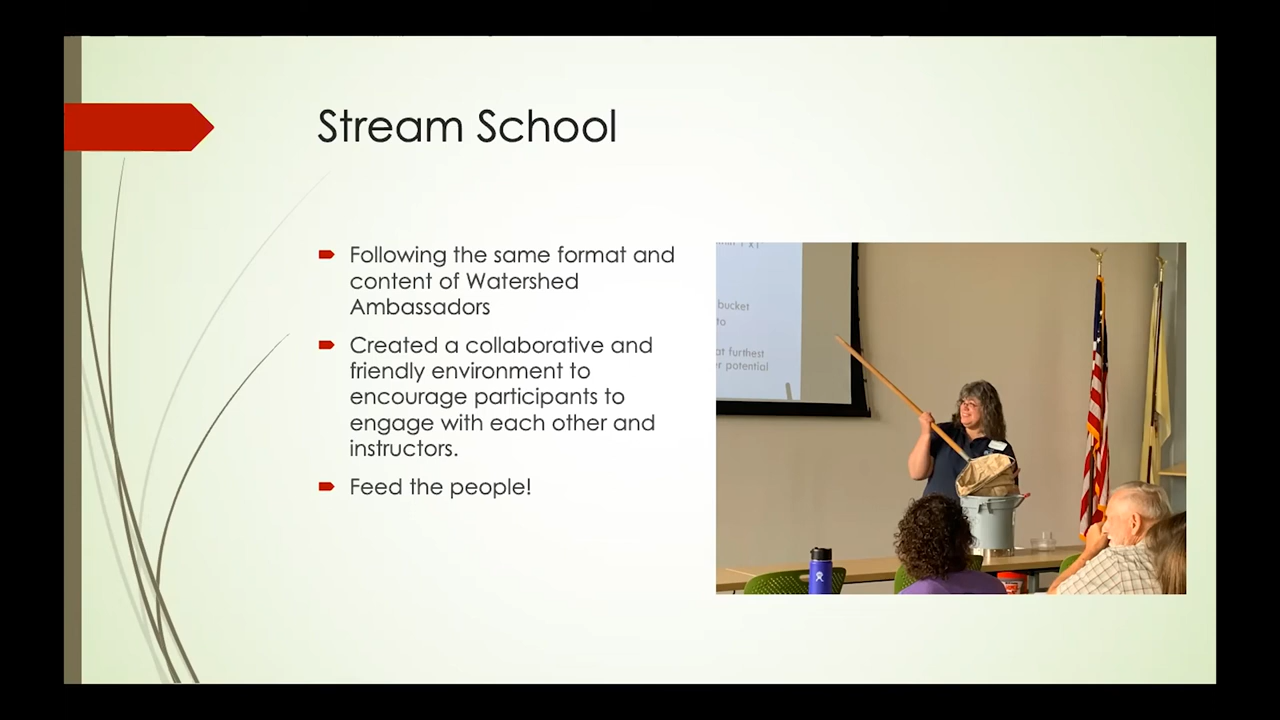 Stream School
Following the same format and
content of Watershed
Ambassadors
Created a collaborative and
friendly environment to
encourage participants to
engage with each other and
instructors.
Feed the people!
bucket
to
at furthest
potential